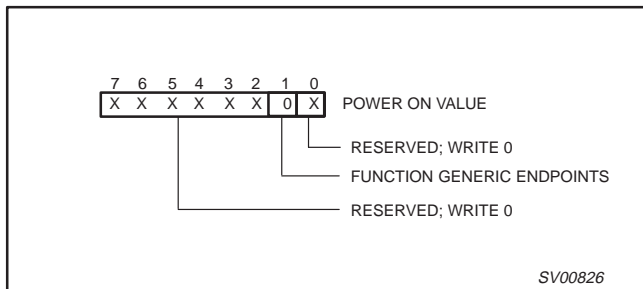 7 6 5 4 3 2 1 0
X X X X X X 0 X POWER ON VALUE
RESERVED; WRITE 0
FUNCTION GENERIC ENDPOINTS
RESERVED; WRITE 0
SV00826